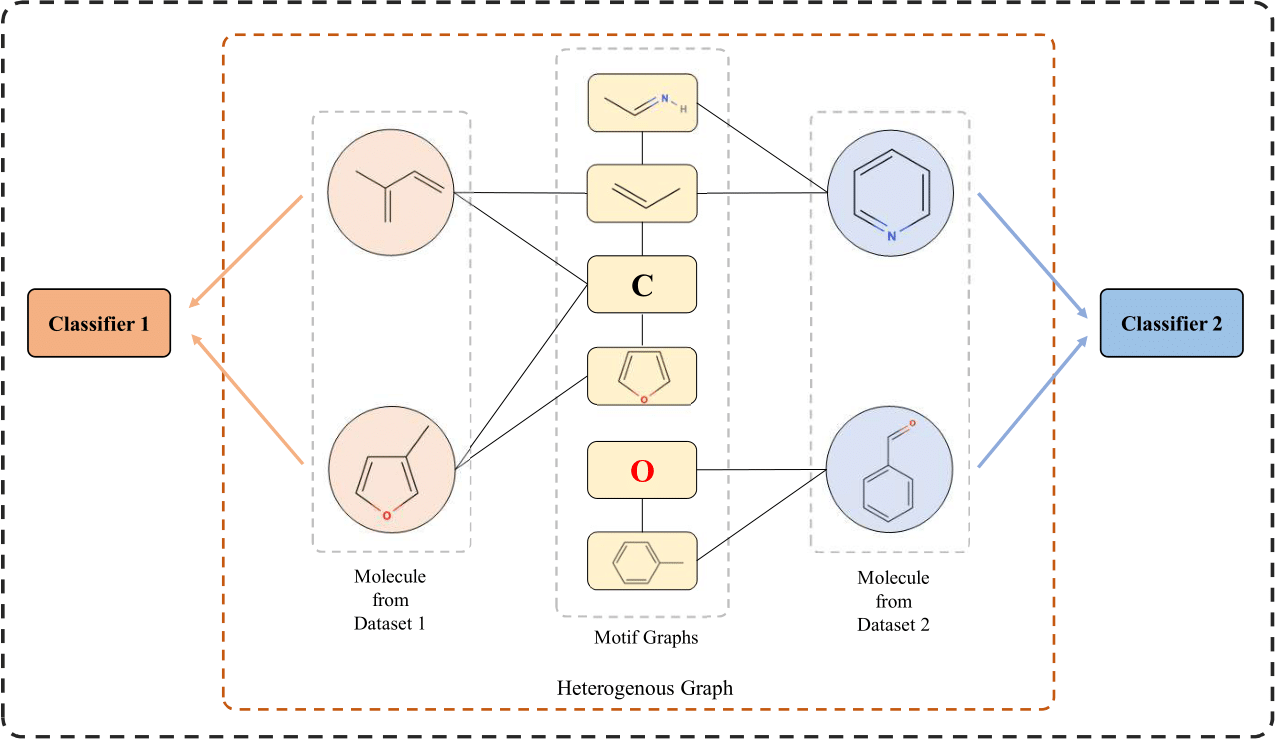 N
H
Classifier 1
N
C
O
O
O
O
Classifier 2
Molecule
from
Dataset 1
Motif Graphs
Molecule
from
Dataset 2
Heterogenous Graph